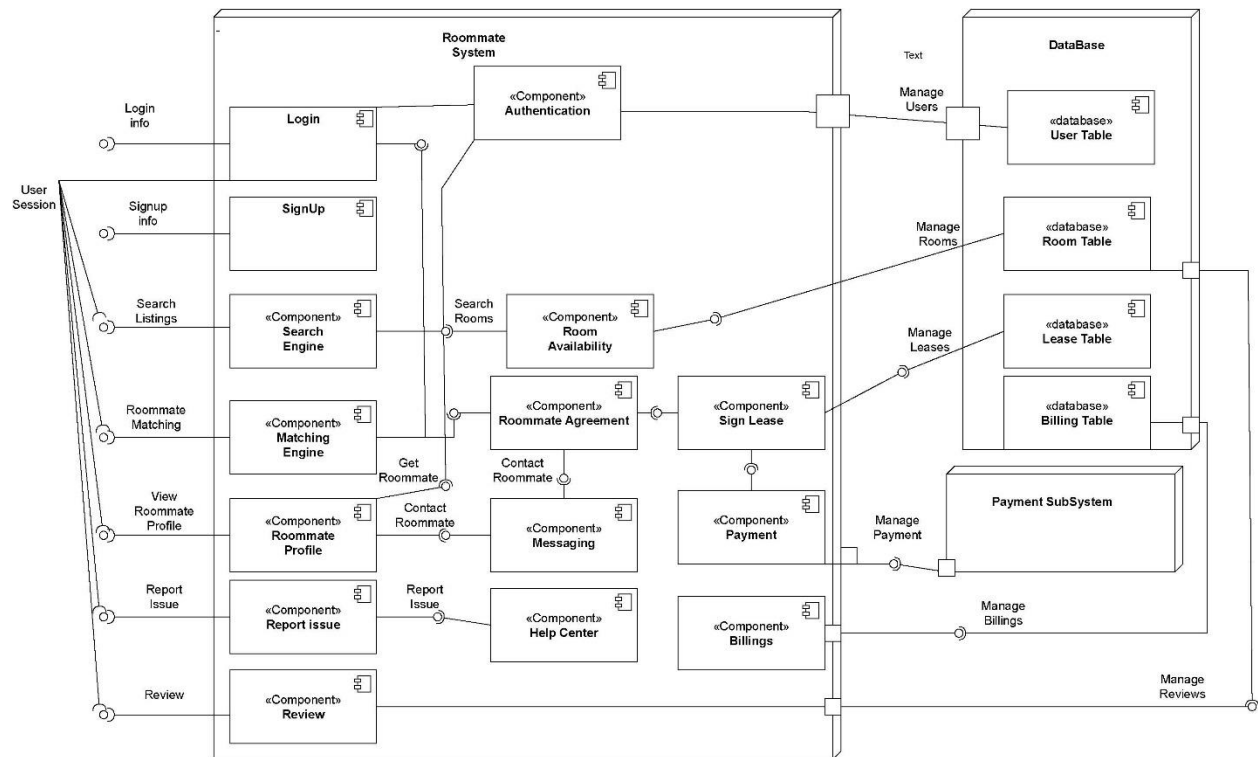 Roommate
System
Text
DataBase
Login
info
Login
«Component»
Authentication
Manage
Users
«database»
User Table
User
Session
Signup
info
SignUp
Manage
Rooms
«database»
Room Table
Search
Listings
«Component»
Search
Engine
Search
Rooms
«Component»
Room
Availability
Manage
Leases
«database»
Lease Table
Roommate
Matching
«Component»
Matching
Engine
«Component»
Roommate Agreement
«Component»
Sign Lease
«database»
Billing Table
Get
Roommate
Contact
Roommate
View
Roommate
Profile
«Component»
Roommate
Profile
Contact
Roommate
«Component»
Messaging
«Component»
Payment
Manage
Payment
Payment SubSystem
Report
Issue
«Component»
Report issue
Report
Issue
«Component»
Help Center
«Component»
Billings
Manage
Billings
Review
«Component»
Review
Manage
Reviews